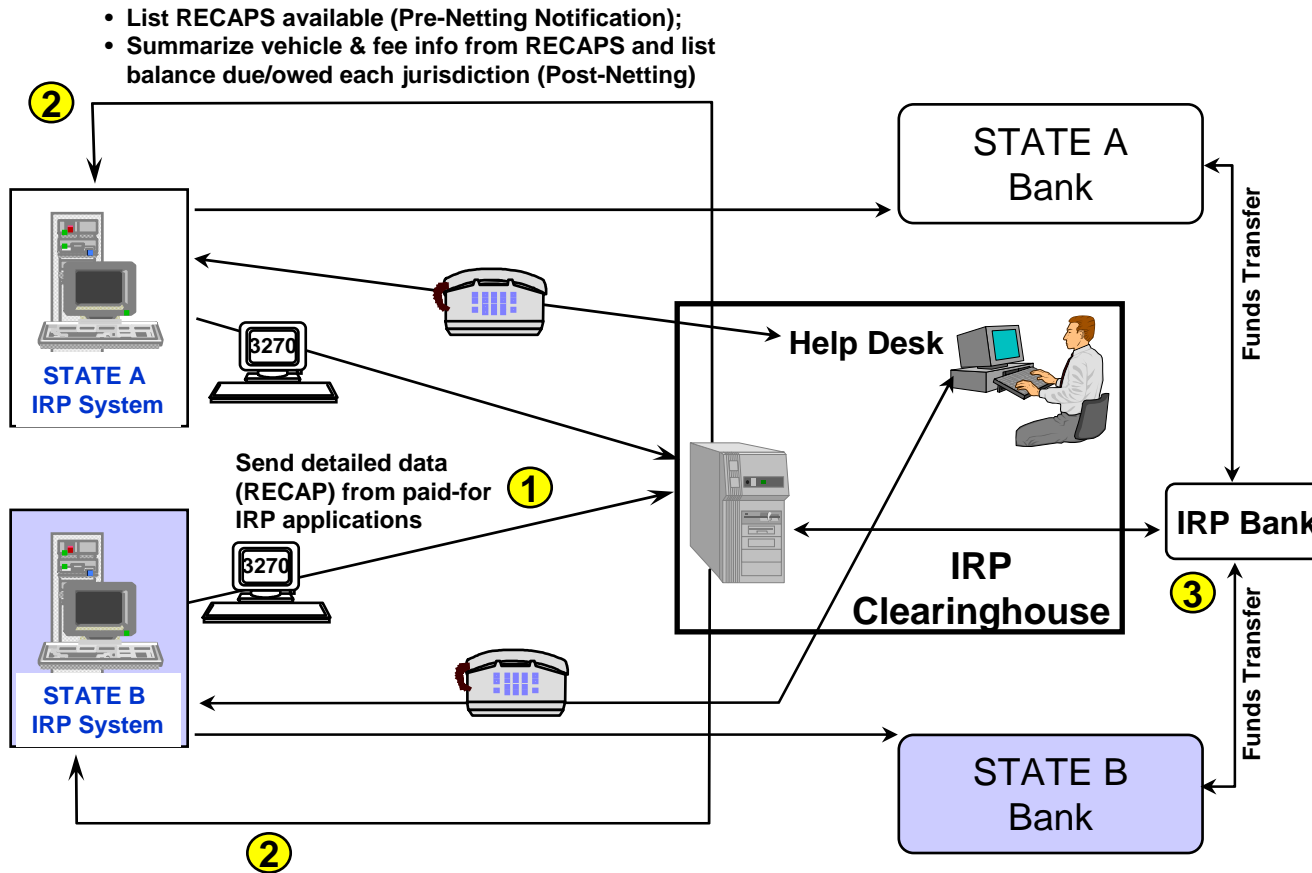 • List RECAPS available (Pre-Netting Notification);
• Summarize vehicle & fee info from RECAPS and list
balance due/owed each jurisdiction (Post-Netting)
2
STATE A
Bank
Funds Transfer
STATE A
IRP System
3270
Help Desk
Send detailed data
(RECAP) from paid-for
IRP applications
1
IRP Bank
3270
IRP
Clearinghouse
3
STATE B
IRP System
Funds Transfer
STATE B
Bank
2